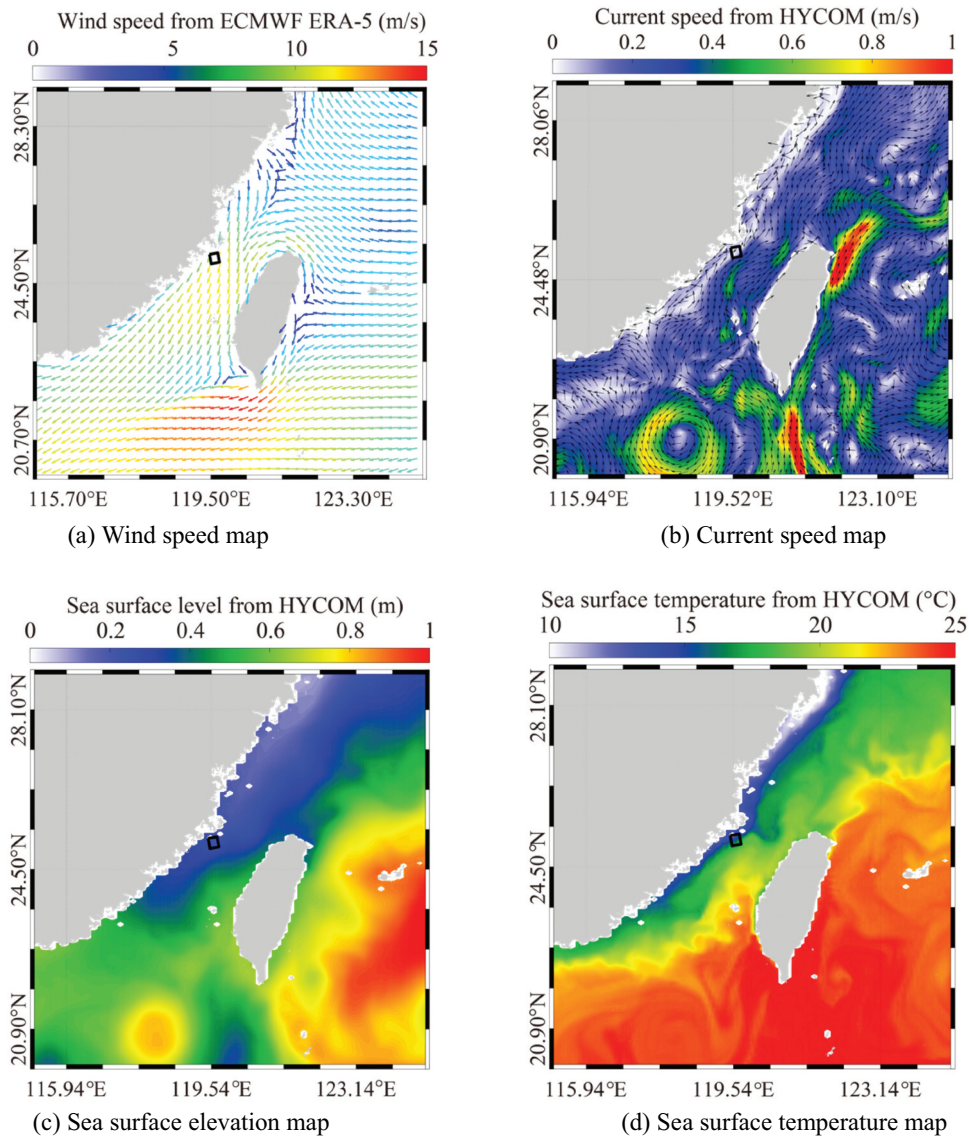 Wind speed from ECMWF ERA-5 (m/s)
0 5 10 15
28.30°N
24.50°N
20.70°N
115.70°E 119.50°E 123.30°E
(a) Wind speed map
Current speed from HYCOM (m/s)
0 0.2 0.4 0.6 0.8 1
28.06°N
24.48°N
20.90°N
115.94°E 119.52°E 123.10°E
(b) Current speed map
Sea surface level from HYCOM (m)
0 0.2 0.4 0.6 0.8 1
28.10°N
24.50°N
20.90°N
115.94°E 119.54°E 123.14°E
(c) Sea surface elevation map
Sea surface temperature from HYCOM (°C)
10 15 20 25
28.10°N
24.50°N
20.90°N
115.94°E 119.54°E 123.14°E
(d) Sea surface temperature map